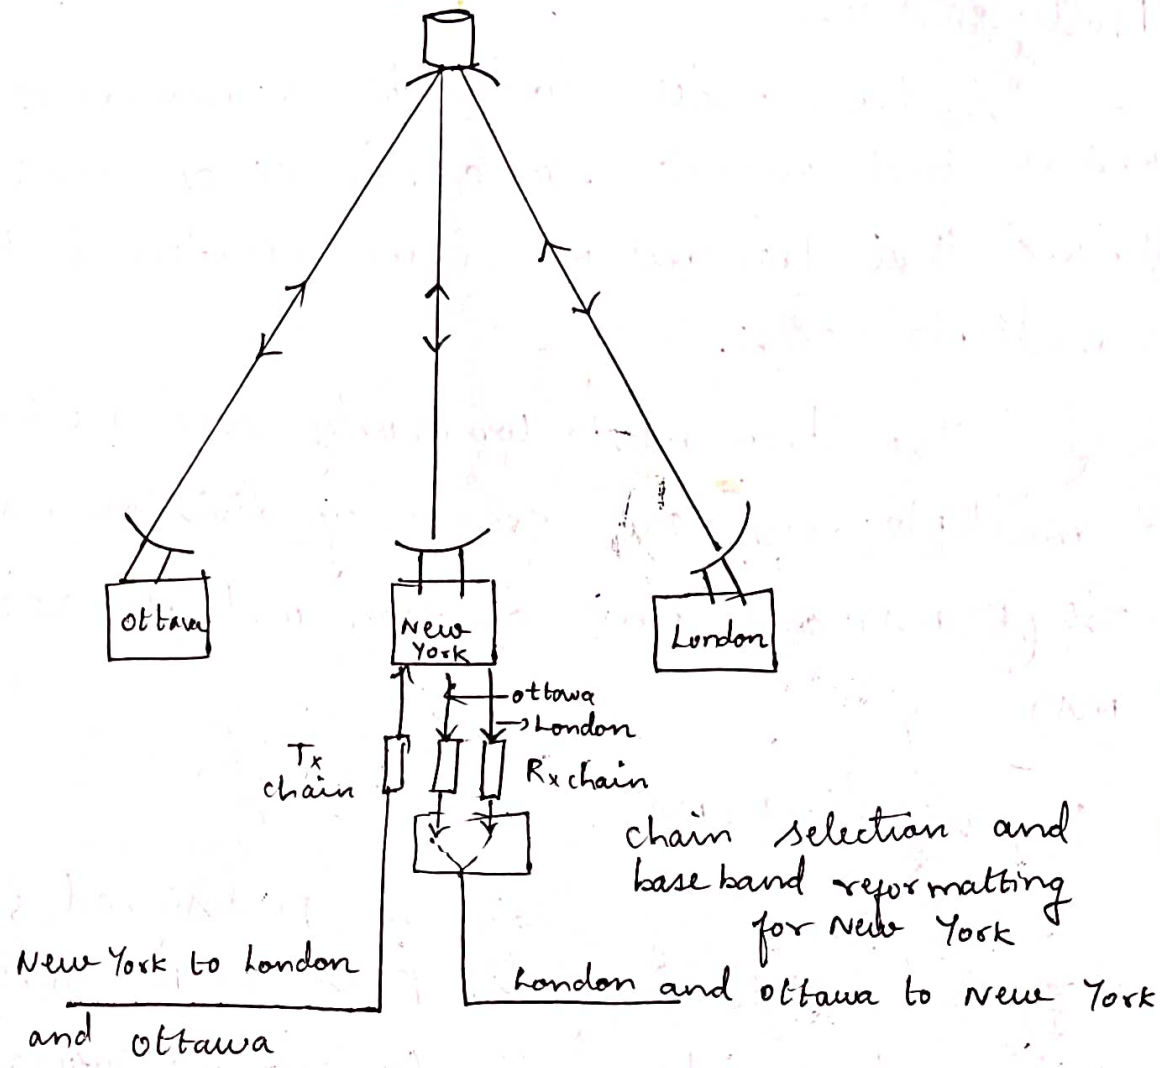 Ottawa
New
York
London
ottawa
London
Tx
chain
Rx chain
chain selection and
base band reformatting
for New York
New York to London
and ottawa
London and ottawa to New York